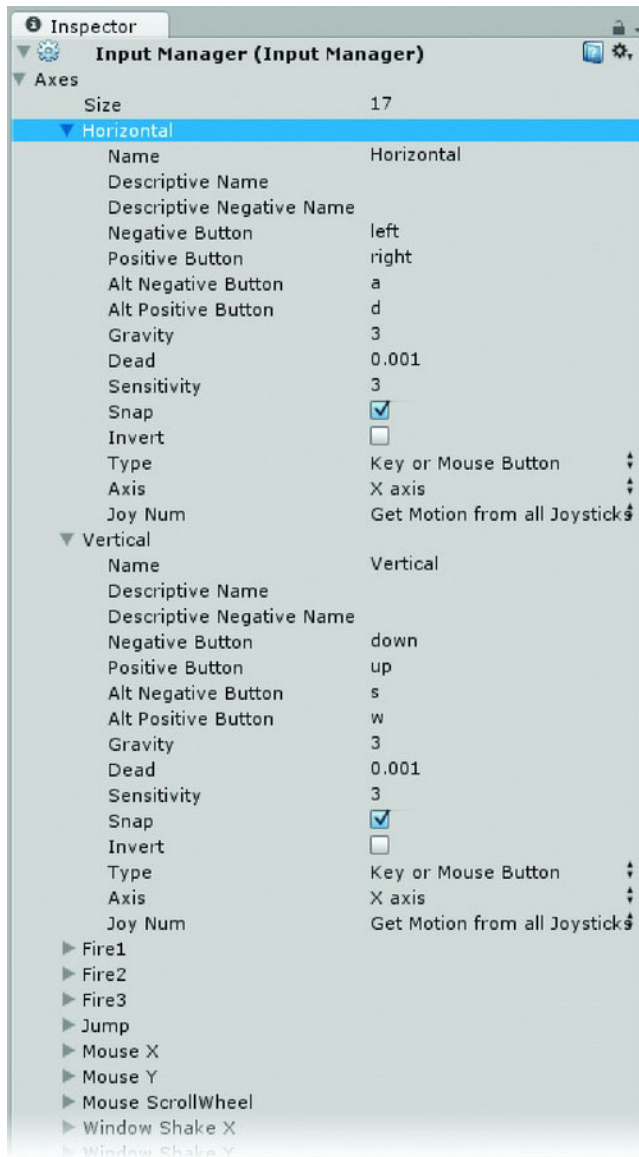 Inspector
Input Manager (Input Manager)
Axes
Size 17
Horizontal
Name Horizontal
Descriptive Name
Descriptive Negative Name
Negative Button left
Positive Button right
Alt Negative Button a
Alt Positive Button d
Gravity 3
Dead 0.001
Sensitivity 3
Snap
Invert
Type Key or Mouse Button
Axis X axis
Joy Num Get Motion from all Joysticks
Vertical
Name Vertical
Descriptive Name
Descriptive Negative Name
Negative Button down
Positive Button up
Alt Negative Button s
Alt Positive Button w
Gravity 3
Dead 0.001
Sensitivity 3
Snap
Invert
Type Key or Mouse Button
Axis X axis
Joy Num Get Motion from all Joysticks
Fire1
Fire2
Fire3
Jump
Mouse X
Mouse Y
Mouse ScrollWheel
Window Shake X
Window Shake Y